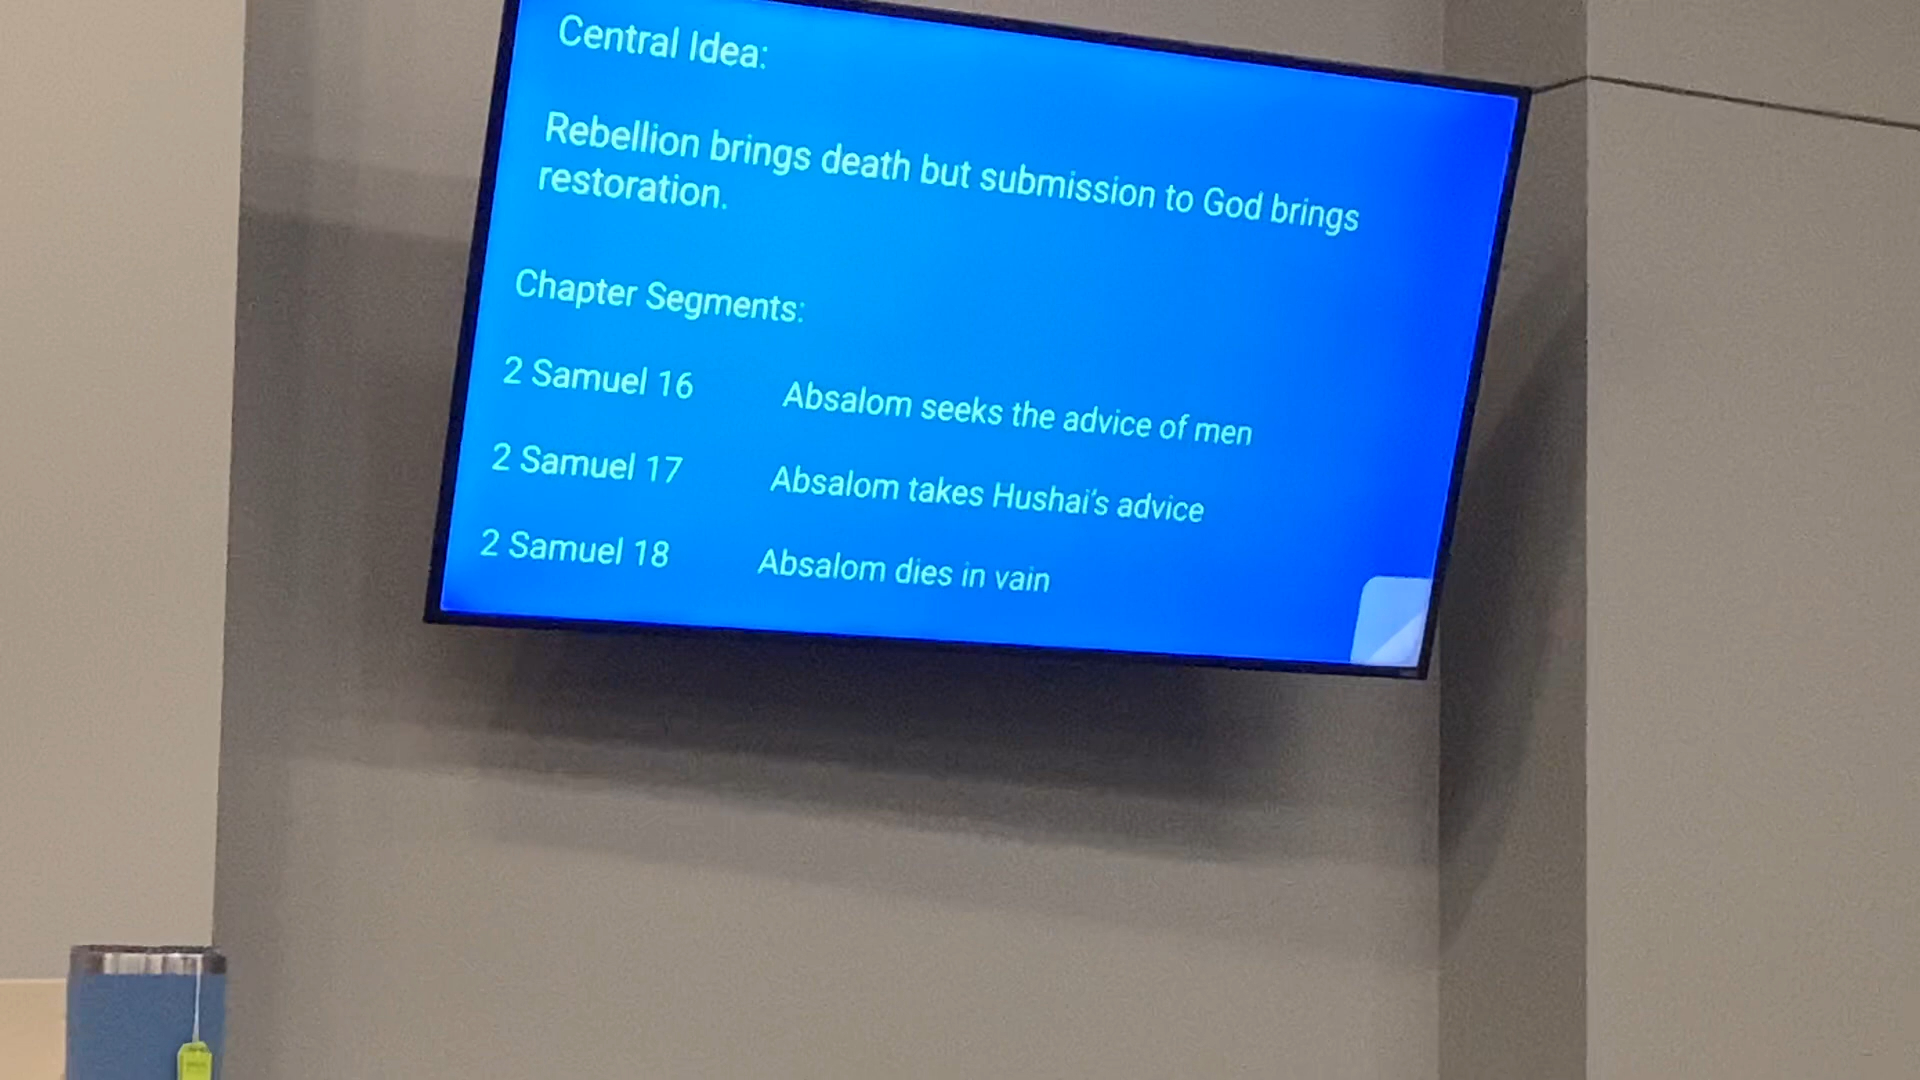 Central Idea:
Rebellion brings death but submission to God brings
restoration.
Chapter Segments:
2 Samuel 16 Absalom seeks the advice of men
2 Samuel 17 Absalom takes Hushai's advice
2 Samuel 18 Absalom dies in vain